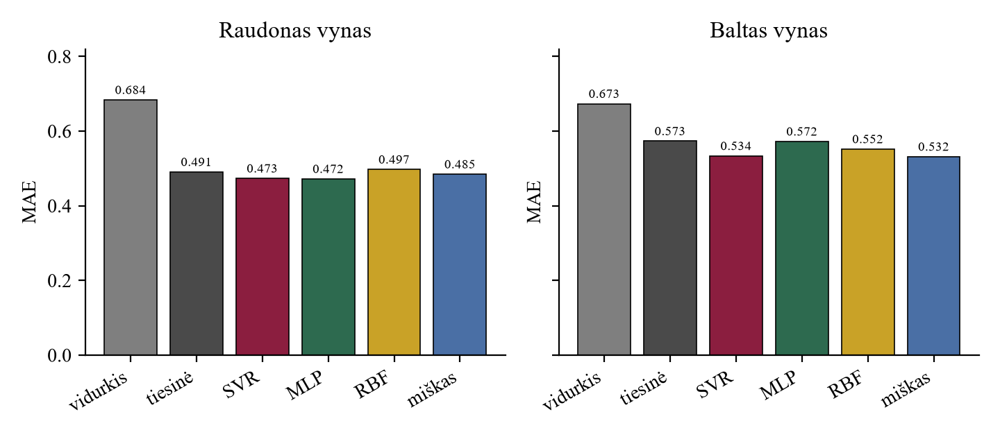 Raudonas vynas
MAE
0.8
0.6
0.4
0.2
0.0
0.684
0.491
0.473
0.472
0.497
0.485
vidurkis
tiesinė
SVR
MLP
RBF
miškas
Baltas vynas
MAE
0.673
0.573
0.534
0.572
0.552
0.532
vidurkis
tiesinė
SVR
MLP
RBF
miškas